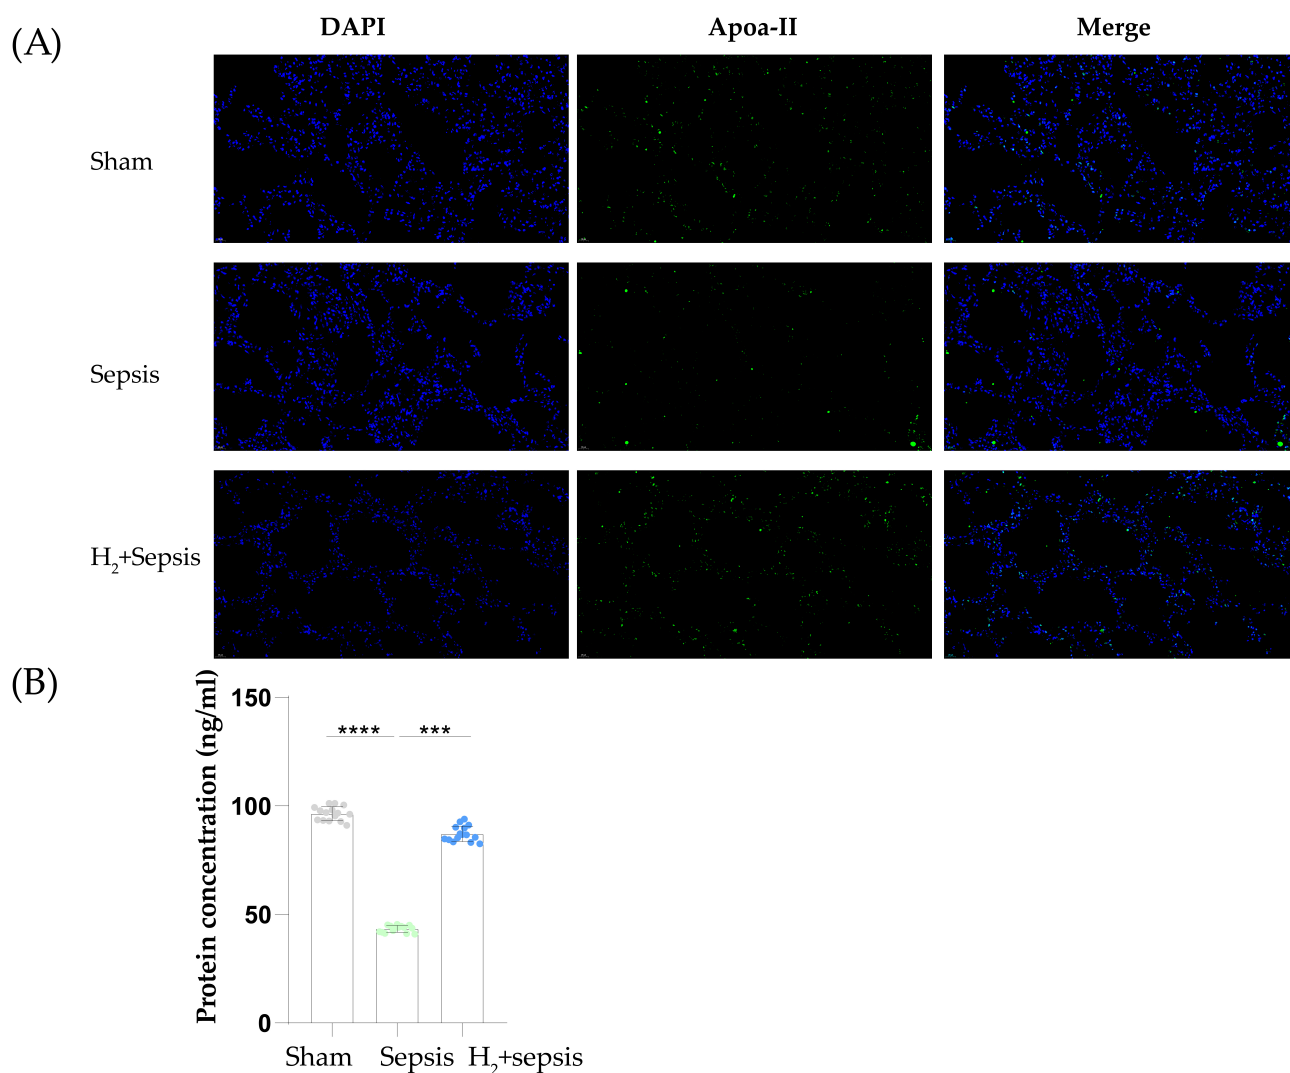 (A)
DAPI Apoa-II Merge
Sham
Sepsis
H₂+Sepsis
(B)
Protein concentration (ng/ml)
150
100
50
0
**** ***
Sham Sepsis H₂+sepsis